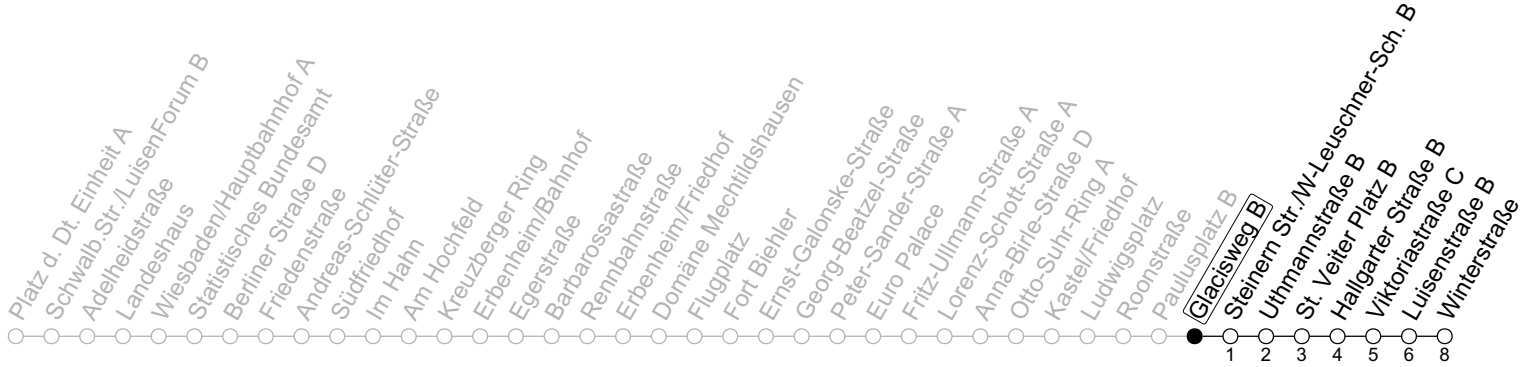 Platz d. Dt. Einheit A
Schwalb.Str./LuisenForum B
Adelheidstraße
Landeshaus
Wiesbaden/Hauptbahnhof A
Statistisches Bundesamt
Berliner Straße D
Friedenstraße
Andreas-Schlüter-Straße
Südfriedhof
Im Hahn
Am Hochfeld
Kreuzberger Ring
Erbenheim/Bahnhof
Egerstraße
Barbarossastraße
Rennbahnstraße
Erbenheim/Friedhof
Domäne Mechtildshausen
Flugplatz
Fort Biehler
Ernst-Galonske-Straße
Georg-Beatzel-Straße
Peter-Sander-Straße A
Euro Palace
Fritz-Ullmann-Straße A
Lorenz-Schott-Straße A
Anna-Birle-Straße D
Otto-Suhr-Ring A
Kastel/Friedhof
Ludwigsplatz
Roonstraße
Paulusplatz B
Glacisweg B
Steinern Str./W-Leuschner-Sch. B
Uthmannstraße B
St. Veiter Platz B
Hallgarter Straße B
Viktoriastraße C
Luisenstraße B
Winterstraße
1 2 3 4 5 6 8